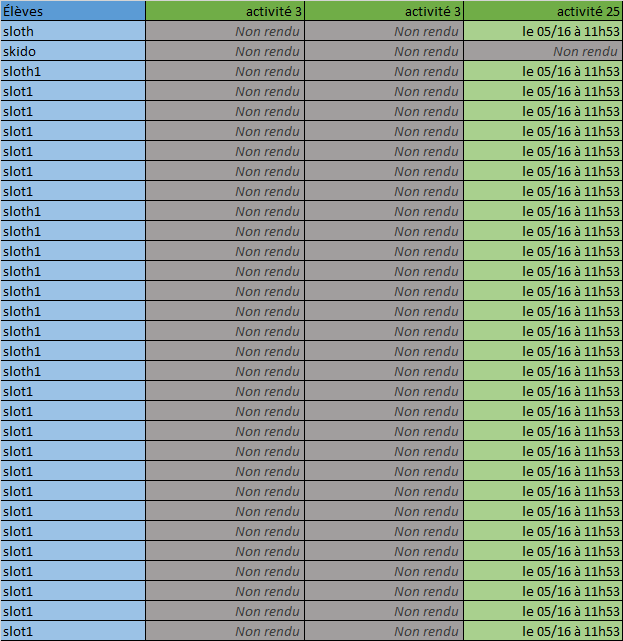 Élèves activité 3 activité 3 activité 25
sloth Non rendu Non rendu le 05/16 à 11h53
skido Non rendu Non rendu Non rendu
sloth1 Non rendu Non rendu le 05/16 à 11h53
slot1 Non rendu Non rendu le 05/16 à 11h53
slot1 Non rendu Non rendu le 05/16 à 11h53
slot1 Non rendu Non rendu le 05/16 à 11h53
slot1 Non rendu Non rendu le 05/16 à 11h53
slot1 Non rendu Non rendu le 05/16 à 11h53
slot1 Non rendu Non rendu le 05/16 à 11h53
sloth1 Non rendu Non rendu le 05/16 à 11h53
sloth1 Non rendu Non rendu le 05/16 à 11h53
sloth1 Non rendu Non rendu le 05/16 à 11h53
sloth1 Non rendu Non rendu le 05/16 à 11h53
sloth1 Non rendu Non rendu le 05/16 à 11h53
sloth1 Non rendu Non rendu le 05/16 à 11h53
sloth1 Non rendu Non rendu le 05/16 à 11h53
sloth1 Non rendu Non rendu le 05/16 à 11h53
sloth1 Non rendu Non rendu le 05/16 à 11h53
slot1 Non rendu Non rendu le 05/16 à 11h53
slot1 Non rendu Non rendu le 05/16 à 11h53
slot1 Non rendu Non rendu le 05/16 à 11h53
slot1 Non rendu Non rendu le 05/16 à 11h53
slot1 Non rendu Non rendu le 05/16 à 11h53
slot1 Non rendu Non rendu le 05/16 à 11h53
slot1 Non rendu Non rendu le 05/16 à 11h53
slot1 Non rendu Non rendu le 05/16 à 11h53
slot1 Non rendu Non rendu le 05/16 à 11h53
slot1 Non rendu Non rendu le 05/16 à 11h53
slot1 Non rendu Non rendu le 05/16 à 11h53
slot1 Non rendu Non rendu le 05/16 à 11h53
slot1 Non rendu Non rendu le 05/16 à 11h53